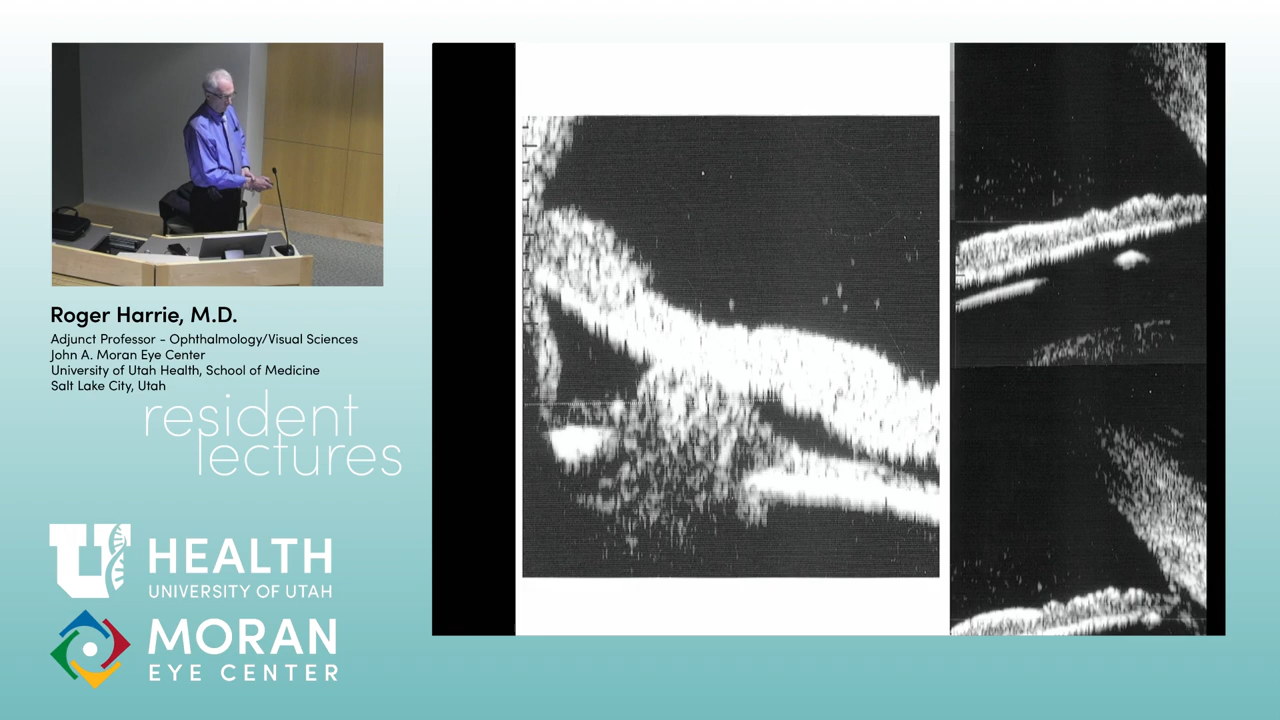 Roger Harrie, M.D.
Adjunct Professor - Ophthalmology/Visual Sciences
John A. Moran Eye Center
University of Utah Health, School of Medicine
Salt Lake City, Utah
resident
lectures
U HEALTH
UNIVERSITY OF UTAH
MORAN
EYE CENTER